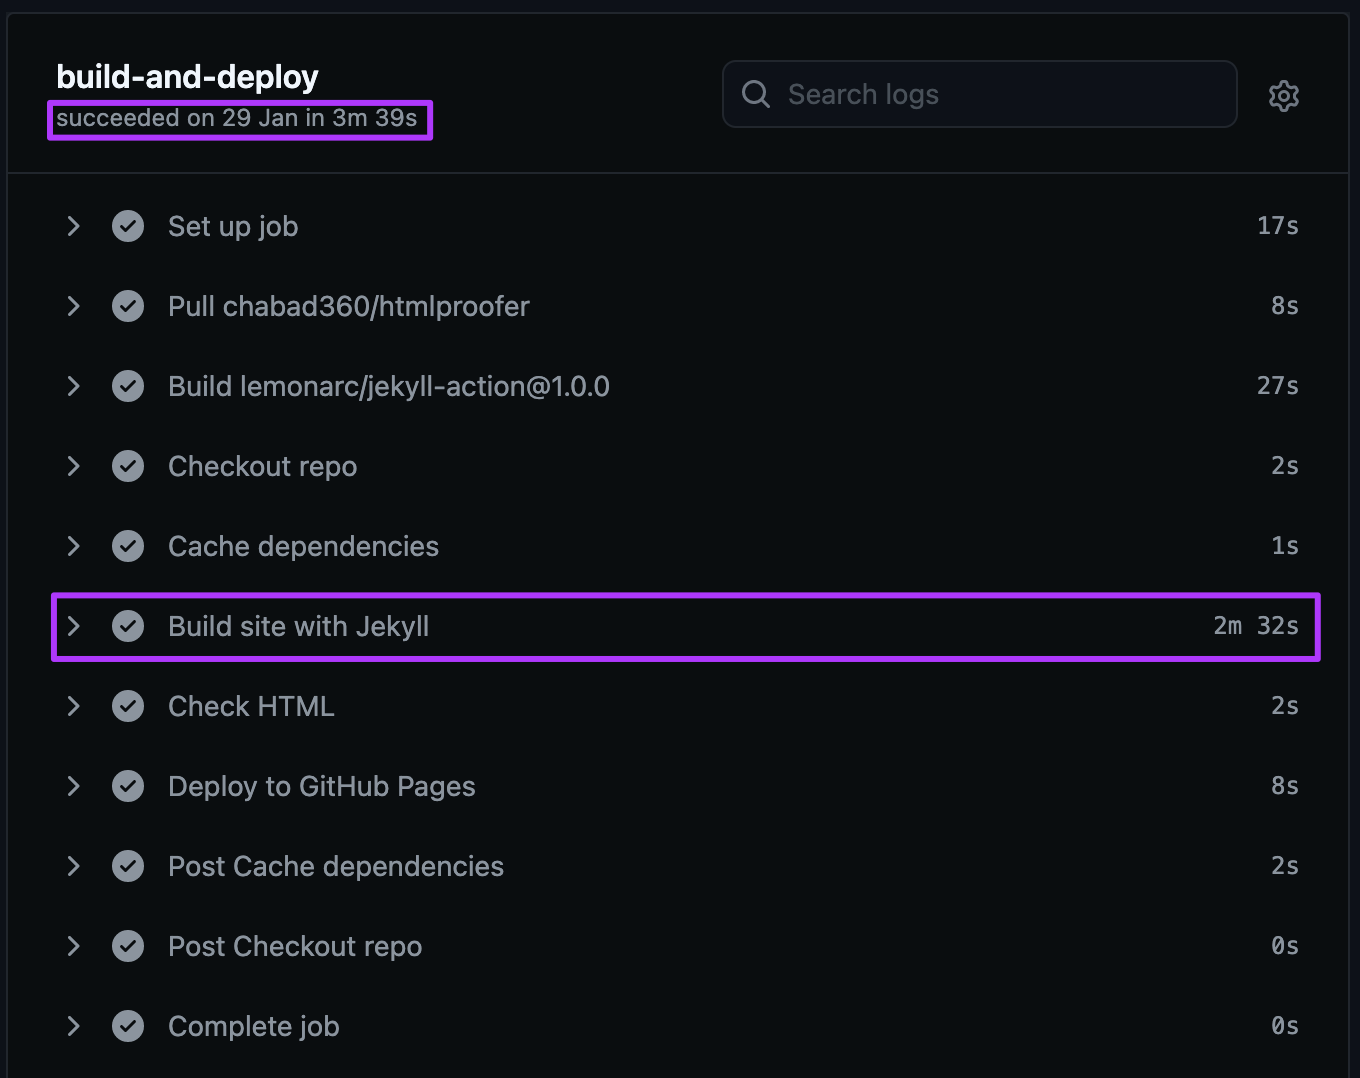 build-and-deploy
succeeded on 29 Jan in 3m 39s
Search logs
Set up job 17s
Pull chabad360/htmlproofer 8s
Build lemonarc/jekyll-action@1.0.0 27s
Checkout repo 2s
Cache dependencies 1s
Build site with Jekyll 2m 32s
Check HTML 2s
Deploy to GitHub Pages 8s
Post Cache dependencies 2s
Post Checkout repo 0s
Complete job 0s